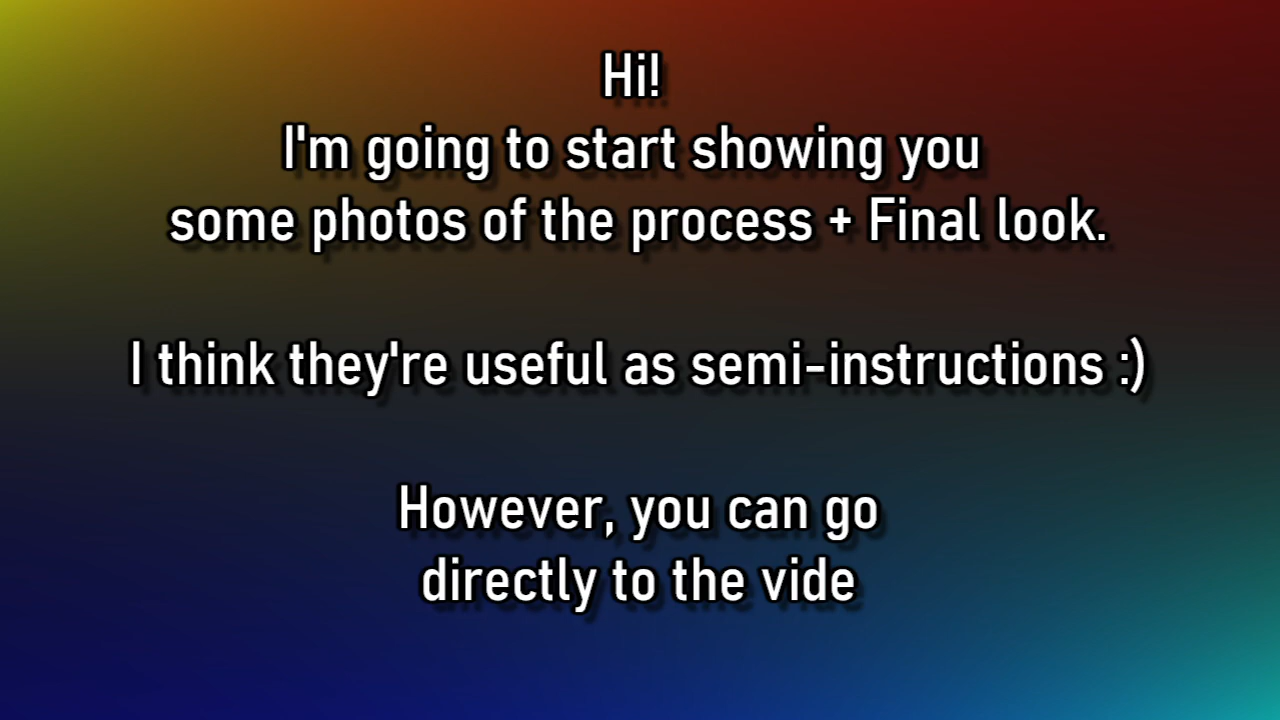 Hi!
I'm going to start showing you
some photos of the process + Final look.
I think they're useful as semi-instructions :)
However, you can go
directly to the vide